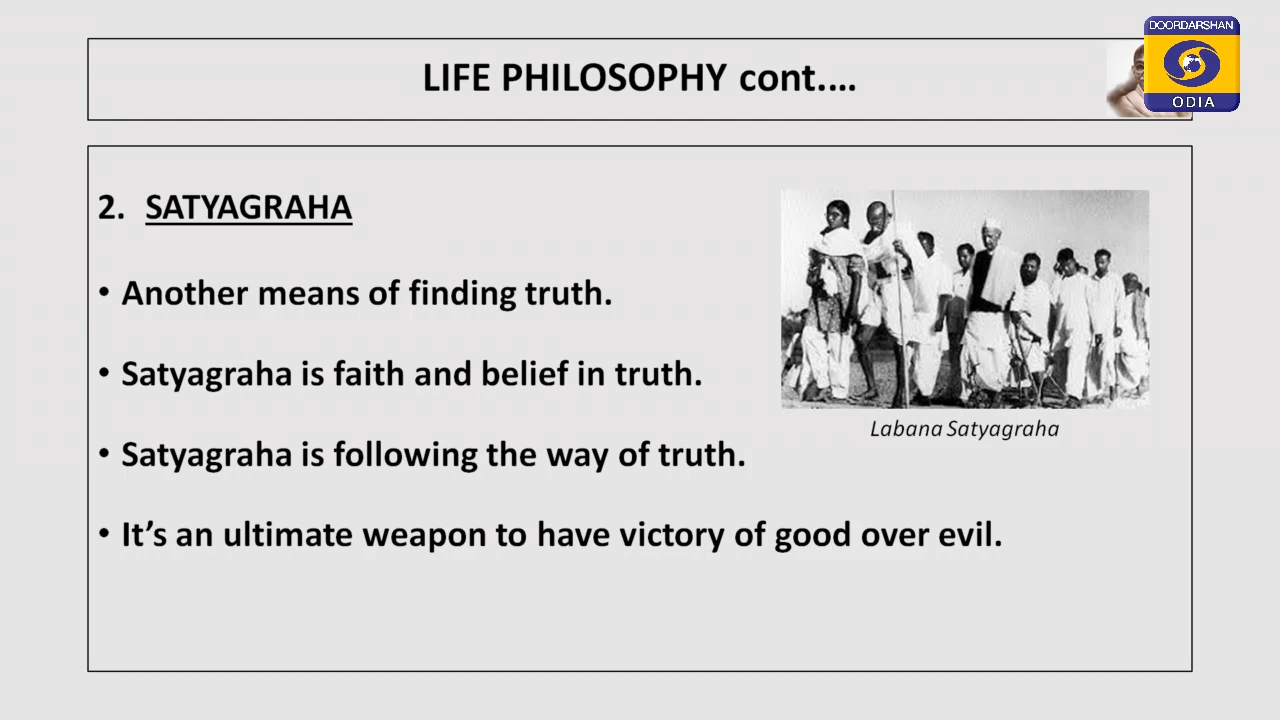 DOORDARSHAN
ODIA
LIFE PHILOSOPHY cont.…
2. SATYAGRAHA
• Another means of finding truth.
• Satyagraha is faith and belief in truth.
• Satyagraha is following the way of truth.
• It’s an ultimate weapon to have victory of good over evil.
Labana Satyagraha